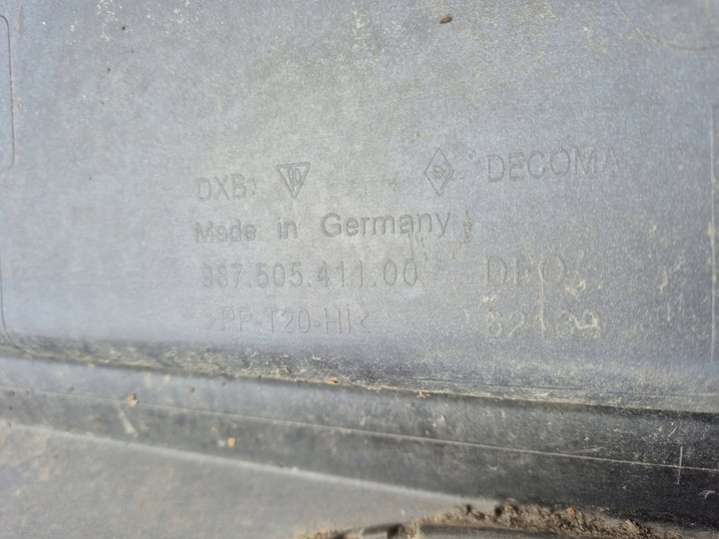 DXB: DECOMA
Made in Germany
987.505.411.00
>PP-T20-HI<